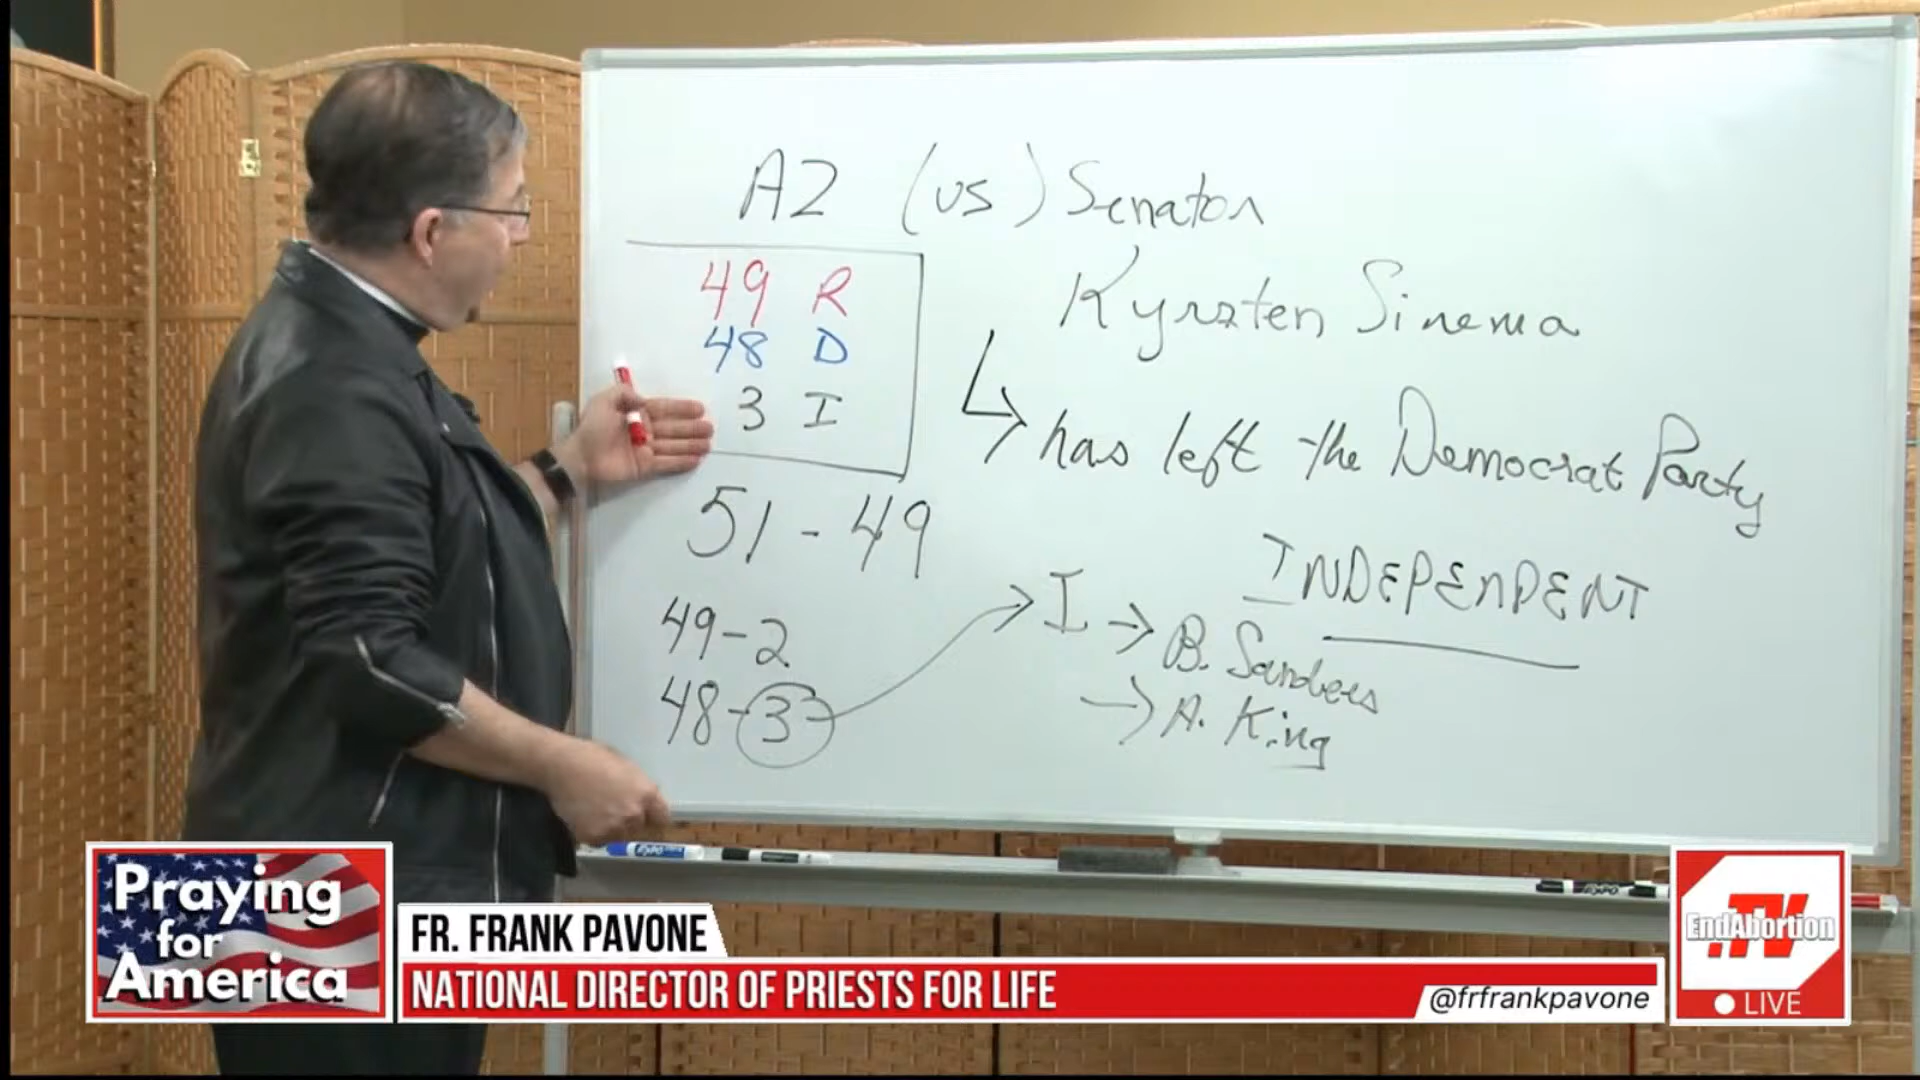 AZ (US) Senator
Kyrsten Sinema
49 R
48 D
3 I
has left the Democrat Party
INDEPENDENT
51-49
49-2
48-3
I → B. Sanders
→ A. King
Praying
for
America
FR. FRANK PAVONE
NATIONAL DIRECTOR OF PRIESTS FOR LIFE
@frfrankpavone
EndAbortion
.TV
LIVE
EXPO